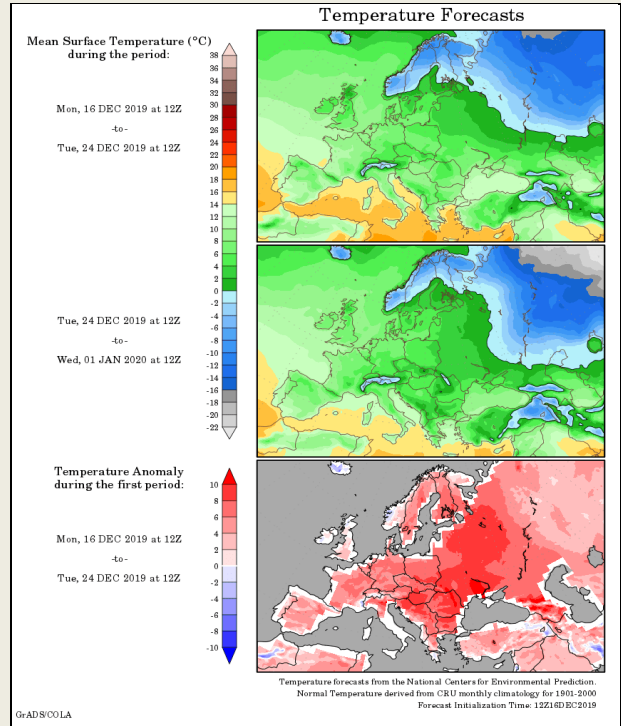 Temperature Forecasts
Mean Surface Temperature (°C)
during the period:
Mon, 16 DEC 2019 at 12Z
-to-
Tue, 24 DEC 2019 at 12Z
38
36
34
32
30
28
26
24
22
20
18
16
14
12
10
8
6
4
2
0
-2
-4
-6
-8
-10
-12
-14
-16
-18
-20
-22
Tue, 24 DEC 2019 at 12Z
-to-
Wed, 01 JAN 2020 at 12Z
Temperature Anomaly
during the first period:
Mon, 16 DEC 2019 at 12Z
-to-
Tue, 24 DEC 2019 at 12Z
10
8
6
4
2
0
-2
-4
-6
-8
-10
Temperature forecasts from the National Centers for Environmental Prediction.
Normal Temperature derived from CRU monthly climatology for 1901-2000
Forecast Initialization Time: 12Z16DEC2019
GrADS/COLA